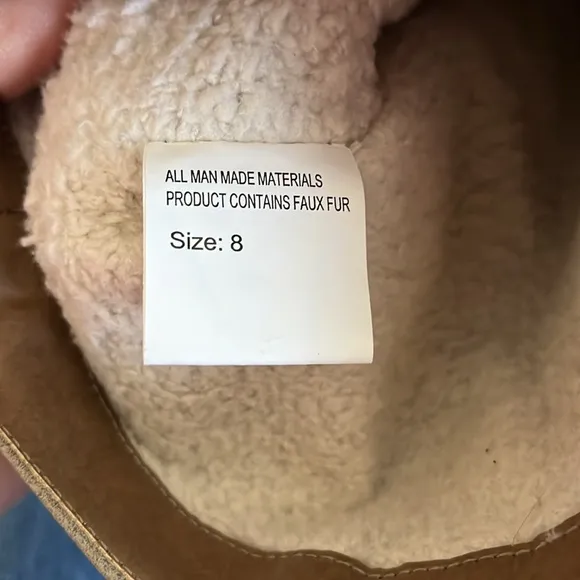 ALL MAN MADE MATERIALS
PRODUCT CONTAINS FAUX FUR
Size: 8